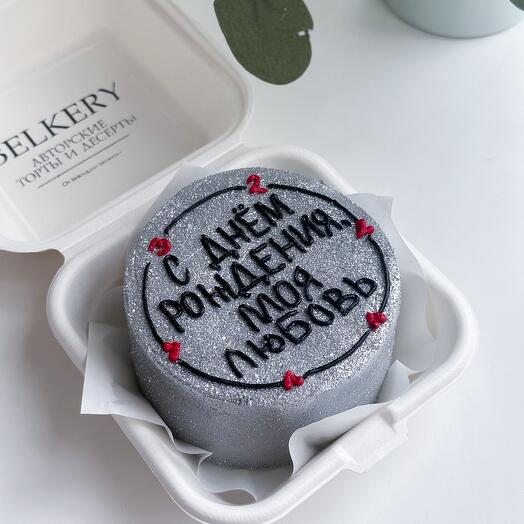 BELKERY
АВТОРСКИЕ
ТОРТЫ И ДЕСЕРТЫ
С ДНЁМ
РОЖДЕНИЯ,
МОЯ
ЛЮБОВЬ